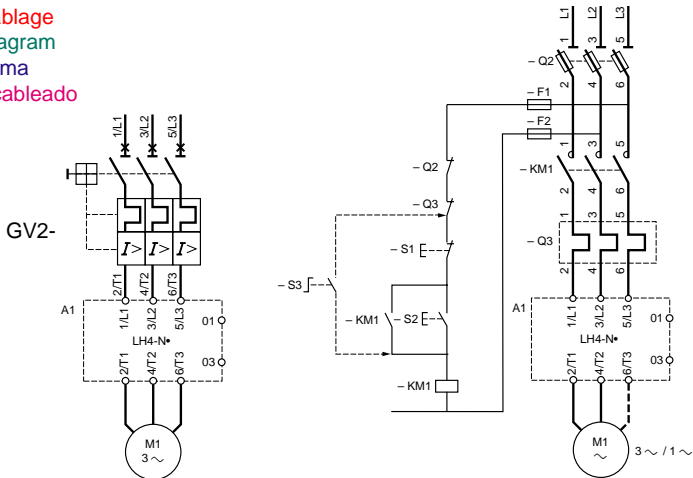 ablage
agram
ma
cableado
1/L1 3/L2 5/L3
GV2-
I> I> I>
2/T1 4/T2 6/T3
A1
1/L1 3/L2 5/L3
01
LH4-N•
03
2/T1 4/T2 6/T3
M1
3 ~
– Q2
– Q3
– S1
– S3
– KM1
– S2
– KM1
L1 L2 L3
1 3 5
– Q2
2 4 6
– F1
– F2
1 3 5
– KM1
2 4 6
1 3 5
– Q3
2 4 6
A1
1/L1 3/L2 5/L3
01
LH4-N•
03
2/T1 4/T2 6/T3
M1
~
3 ~ / 1 ~